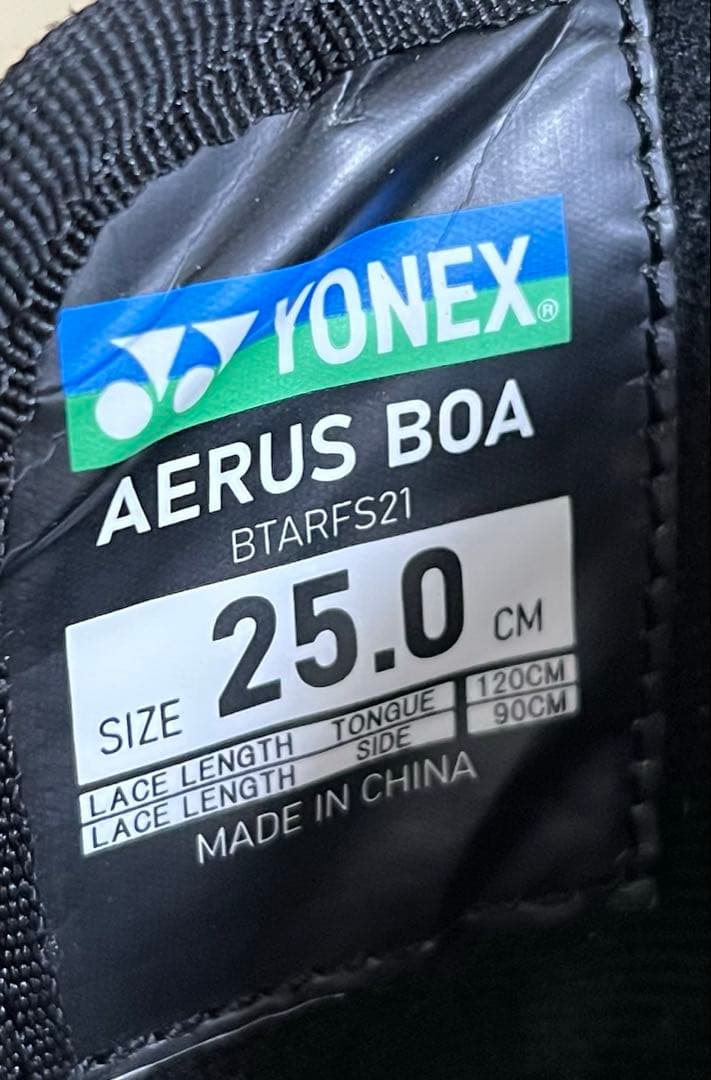 YONEX®
AERUS BOA
BTARFS21
SIZE 25.0 CM
LACE LENGTH TONGUE 120CM
LACE LENGTH SIDE 90CM
MADE IN CHINA